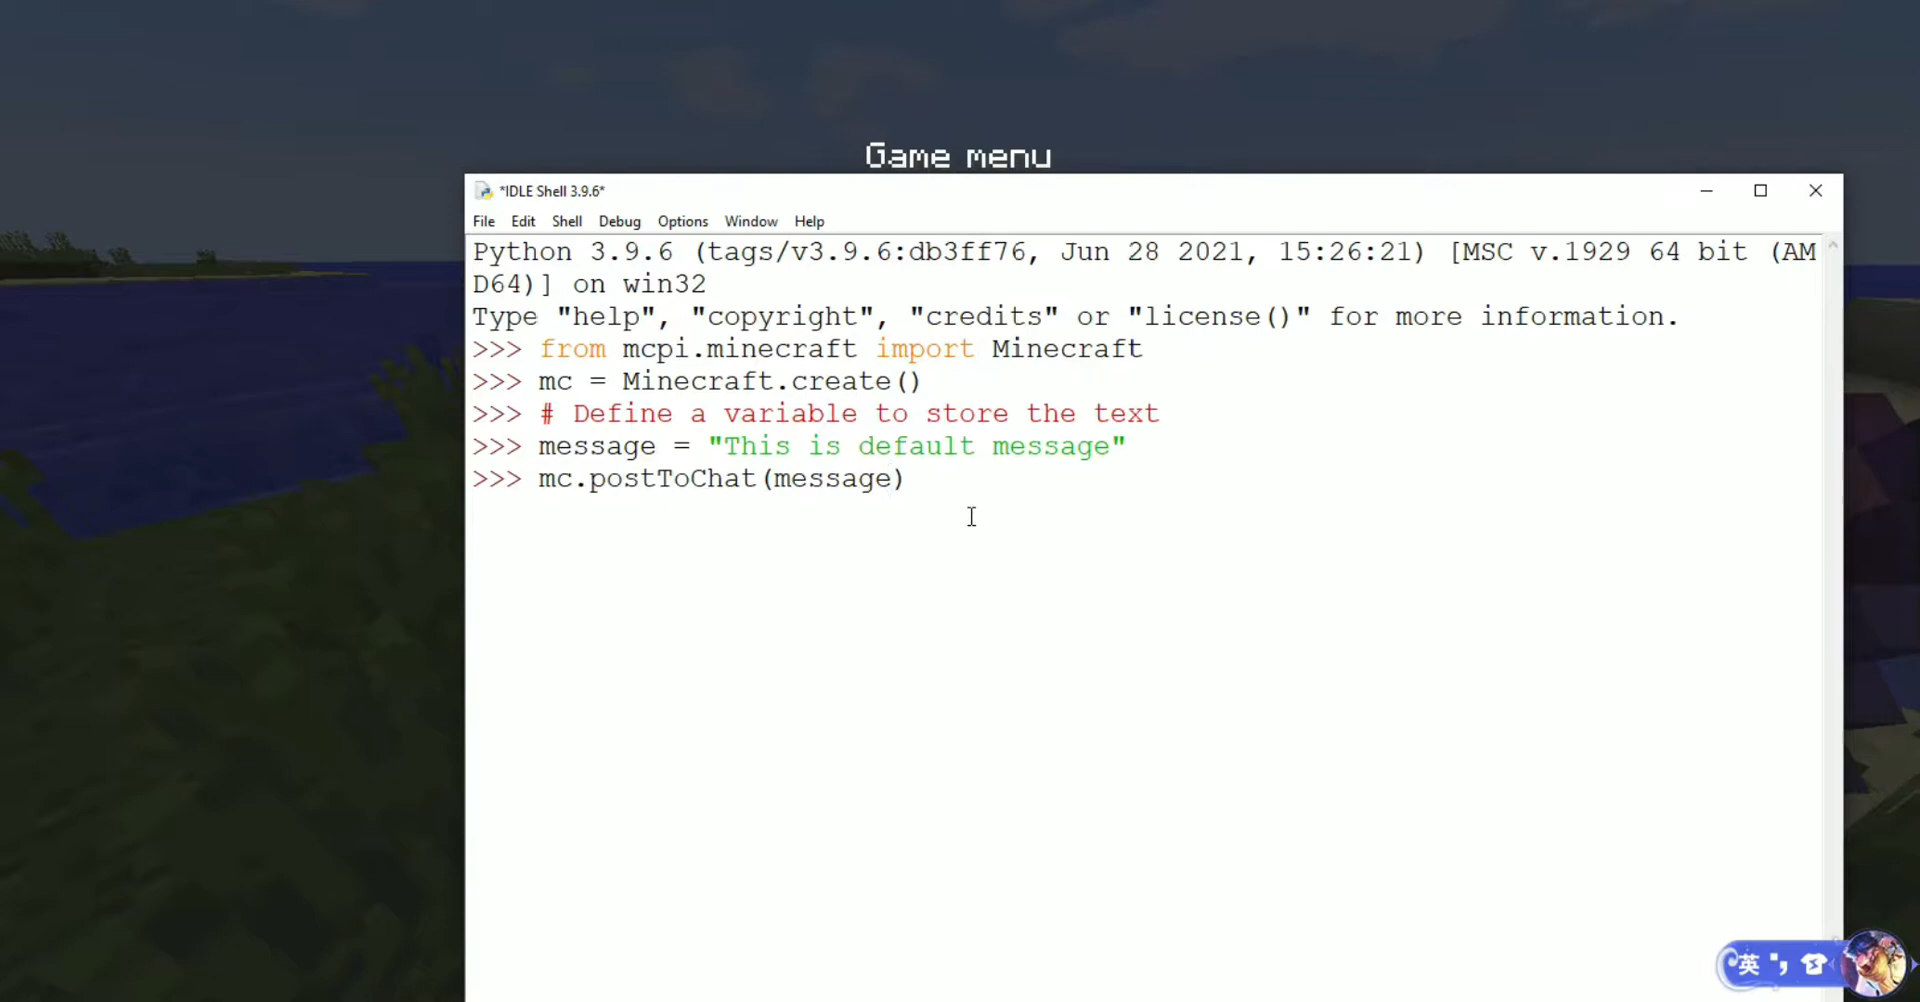 Game menu
*IDLE Shell 3.9.6*
File Edit Shell Debug Options Window Help
Python 3.9.6 (tags/v3.9.6:db3ff76, Jun 28 2021, 15:26:21) [MSC v.1929 64 bit (AM
D64)] on win32
Type "help", "copyright", "credits" or "license()" for more information.
>>> from mcpi.minecraft import Minecraft
>>> mc = Minecraft.create()
>>> # Define a variable to store the text
>>> message = "This is default message"
>>> mc.postToChat(message)
英